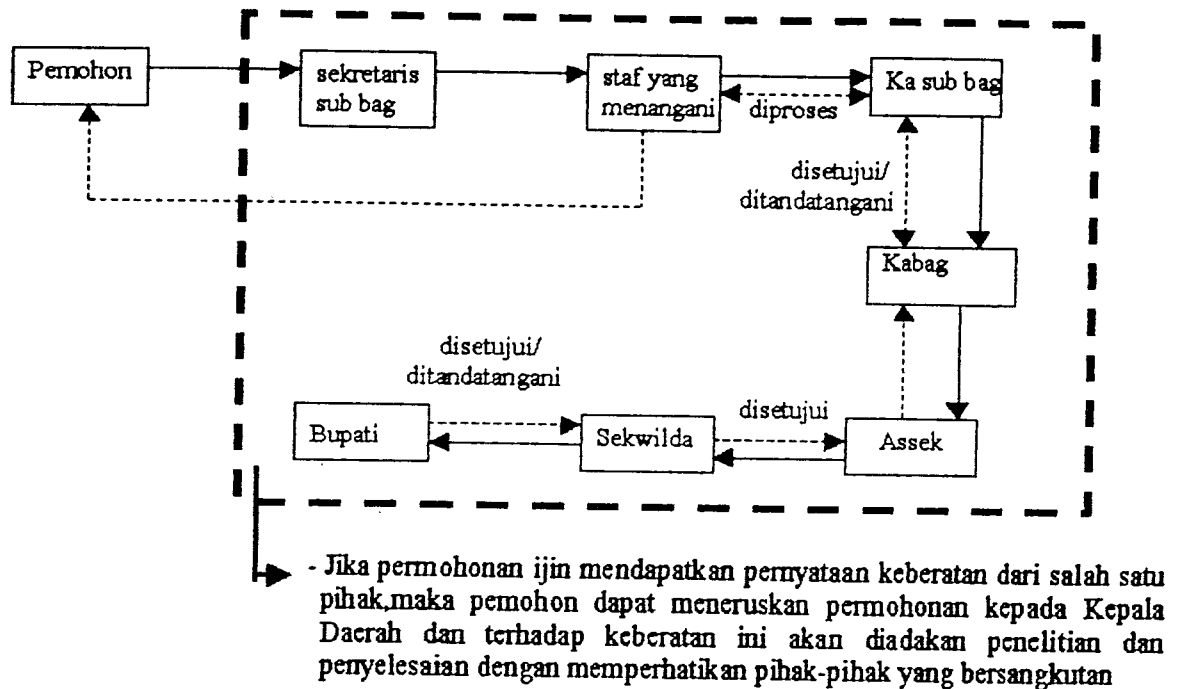 Pemohon
sekretaris
sub bag
staf yang
menangani
diproses
Ka sub bag
disetujui/
ditandatangani
Kabag
disetujui/
ditandatangani
Bupati
Sekwilda
disetujui
Assek
- Jika permohonan ijin mendapatkan pernyataan keberatan dari salah satu
pihak,maka pemohon dapat meneruskan permohonan kepada Kepala
Daerah dan terhadap keberatan ini akan diadakan penelitian dan
penyelesaian dengan memperhatikan pihak-pihak yang bersangkutan